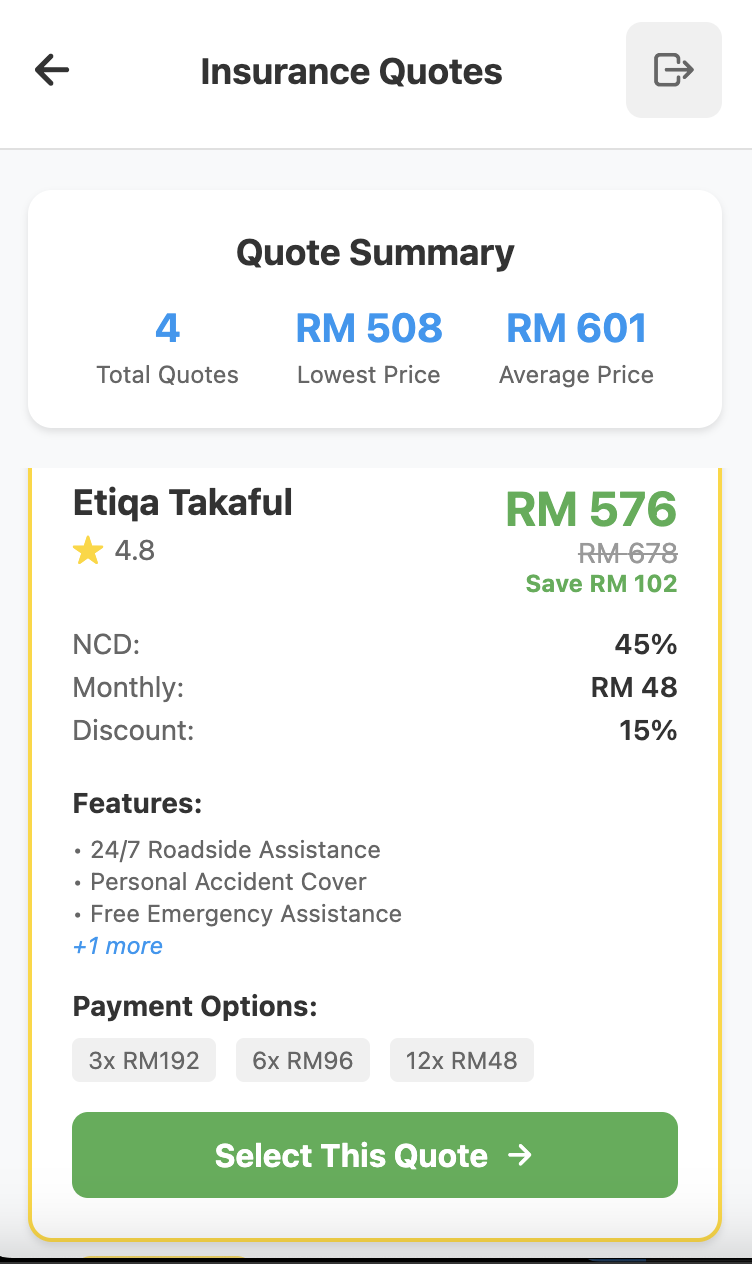 Insurance Quotes
Quote Summary
4 RM 508 RM 601
Total Quotes Lowest Price Average Price
Etiqa Takaful RM 576
4.8 RM 678
Save RM 102
NCD: 45%
Monthly: RM 48
Discount: 15%
Features:
• 24/7 Roadside Assistance
• Personal Accident Cover
• Free Emergency Assistance
+1 more
Payment Options:
3x RM192 6x RM96 12x RM48
Select This Quote →